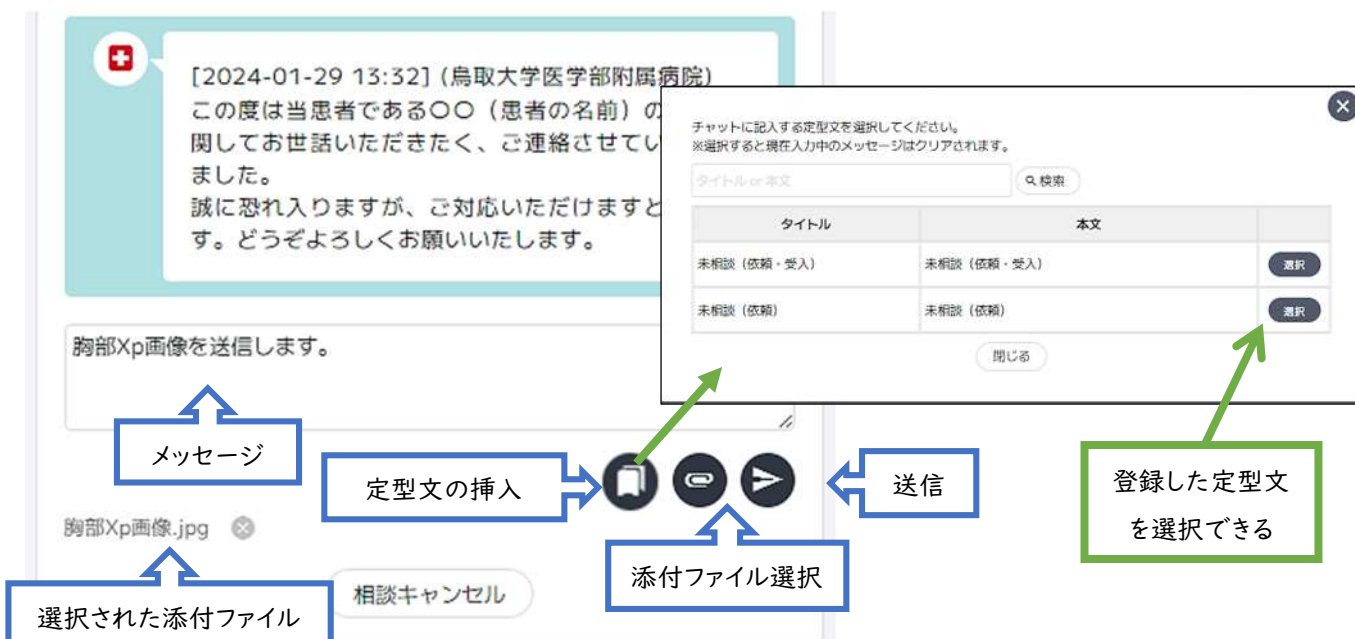 [2024-01-29 13:32] (鳥取大学医学部附属病院)
この度は当患者である〇〇（患者の名前）の
関してお世話いただきたく、ご連絡させてい
ました。
誠に恐れ入りますが、ご対応いただけますと
す。どうぞよろしくお願いいたします。
チャットに記入する定型文を選択してください。
※選択すると現在入力中のメッセージはクリアされます。
タイトル or 本文
検索
タイトル 本文
未相談（依頼・受入） 未相談（依頼・受入） 選択
未相談（依頼） 未相談（依頼） 選択
閉じる
胸部Xp画像を送信します。
メッセージ
定型文の挿入
送信
登録した定型文
を選択できる
胸部Xp画像.jpg
添付ファイル選択
相談キャンセル
選択された添付ファイル